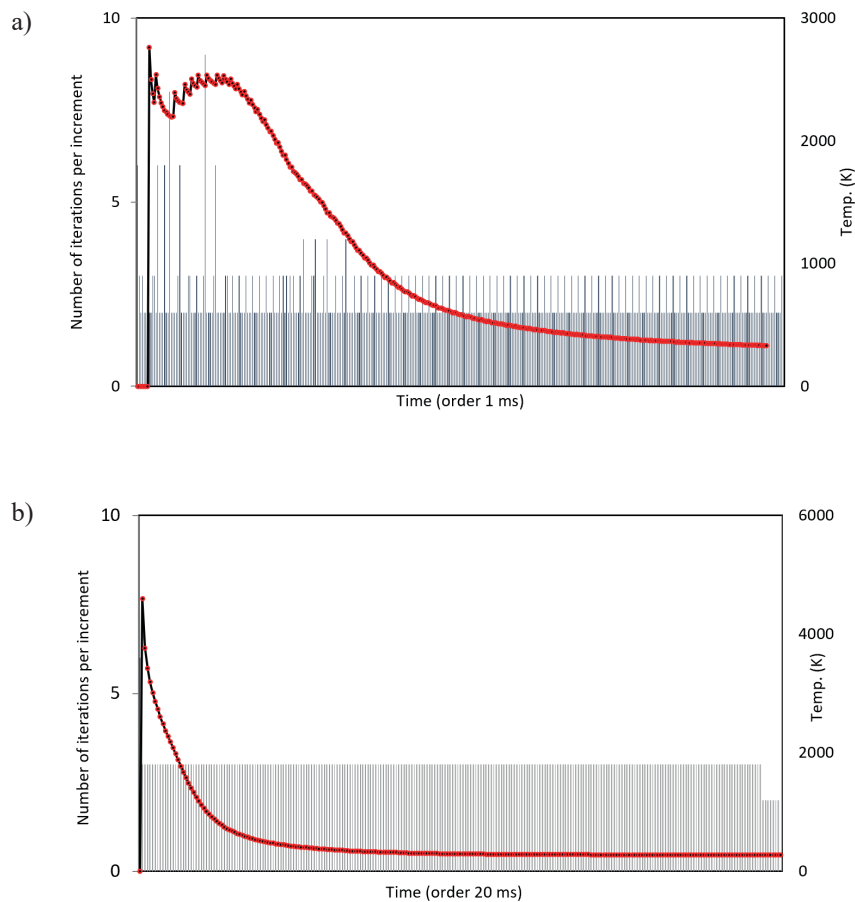 a)
10
5
0
Number of iterations per increment
3000
2000
1000
0
Temp. (K)
Time (order 1 ms)
b)
10
5
0
Number of iterations per increment
6000
4000
2000
0
Temp. (K)
Time (order 20 ms)